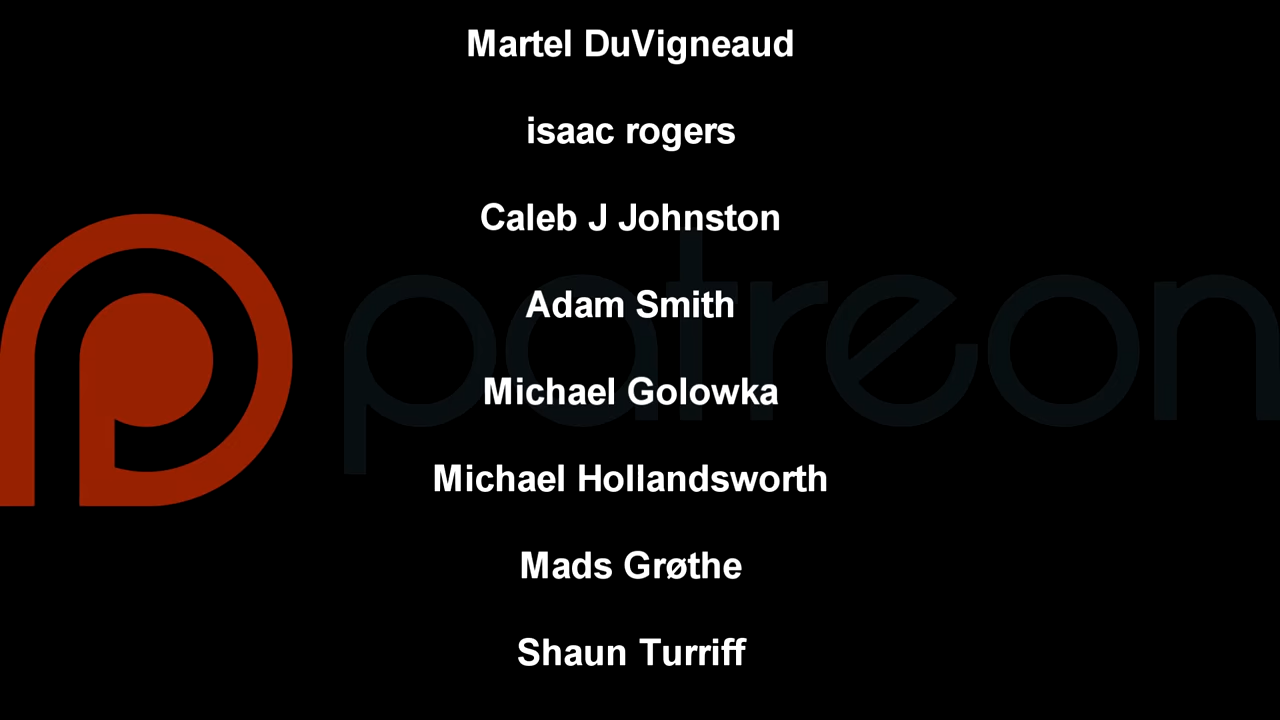 Martel DuVigneaud
isaac rogers
Caleb J Johnston
patreon
Adam Smith
Michael Golowka
Michael Hollandsworth
Mads Grøthe
Shaun Turriff